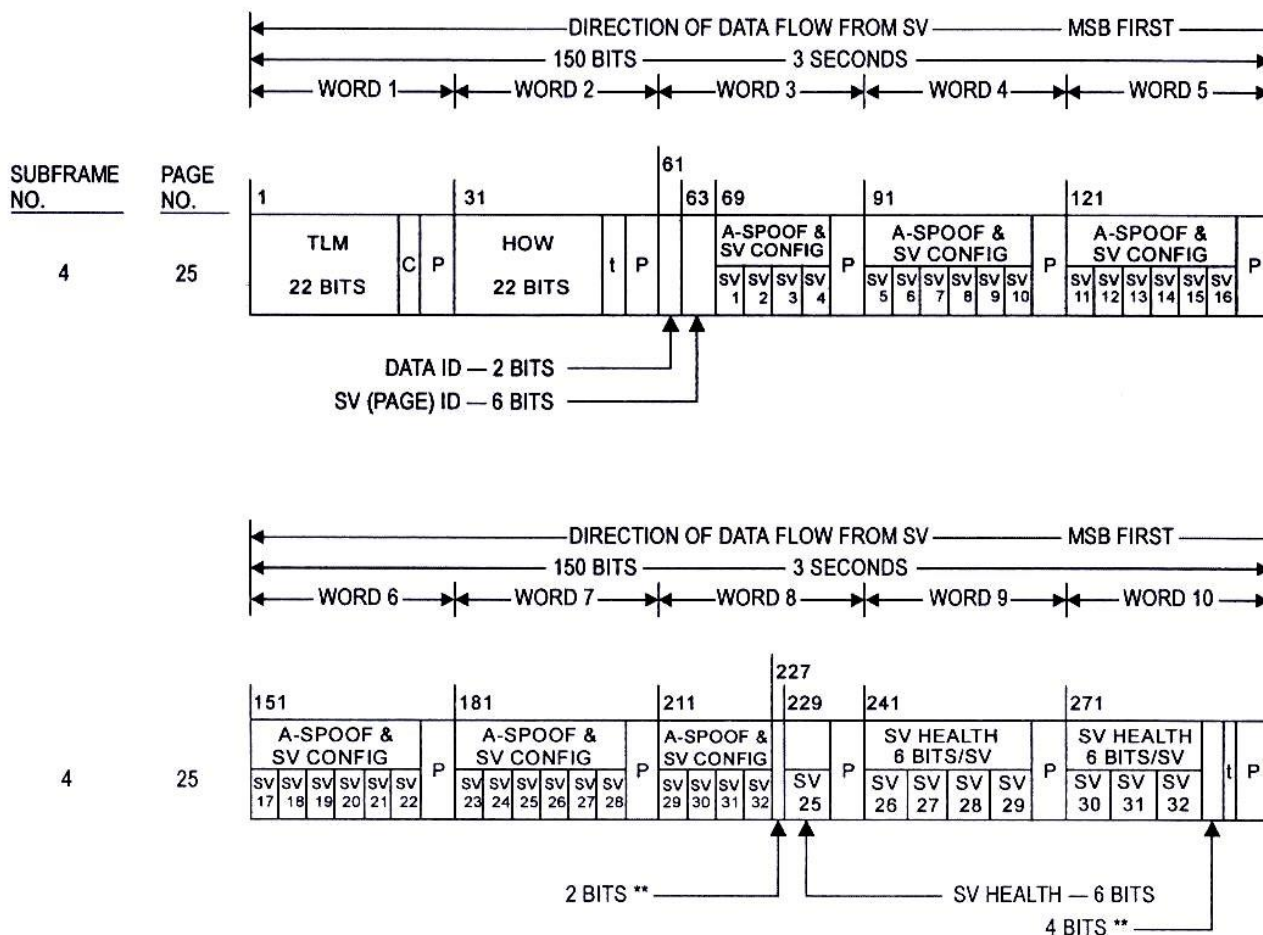 DIRECTION OF DATA FLOW FROM SV MSB FIRST
150 BITS 3 SECONDS
WORD 1 WORD 2 WORD 3 WORD 4 WORD 5
SUBFRAME NO. PAGE NO.
61
1 31 63 69 91 121
4 25
TLM 22 BITS C P
HOW 22 BITS t P
A-SPOOF & SV CONFIG
SV 1 SV 2 SV 3 SV 4 P
A-SPOOF & SV CONFIG
SV 5 SV 6 SV 7 SV 8 SV 9 SV 10 P
A-SPOOF & SV CONFIG
SV 11 SV 12 SV 13 SV 14 SV 15 SV 16 P
DATA ID — 2 BITS
SV (PAGE) ID — 6 BITS
DIRECTION OF DATA FLOW FROM SV MSB FIRST
150 BITS 3 SECONDS
WORD 6 WORD 7 WORD 8 WORD 9 WORD 10
227
151 181 211 229 241 271
4 25
A-SPOOF & SV CONFIG
SV 17 SV 18 SV 19 SV 20 SV 21 SV 22 P
A-SPOOF & SV CONFIG
SV 23 SV 24 SV 25 SV 26 SV 27 SV 28 P
A-SPOOF & SV CONFIG
SV 29 SV 30 SV 31 SV 32
SV 25 P
SV HEALTH 6 BITS/SV
SV 26 SV 27 SV 28 SV 29 P
SV HEALTH 6 BITS/SV
SV 30 SV 31 SV 32 t P
2 BITS ** SV HEALTH — 6 BITS
4 BITS **